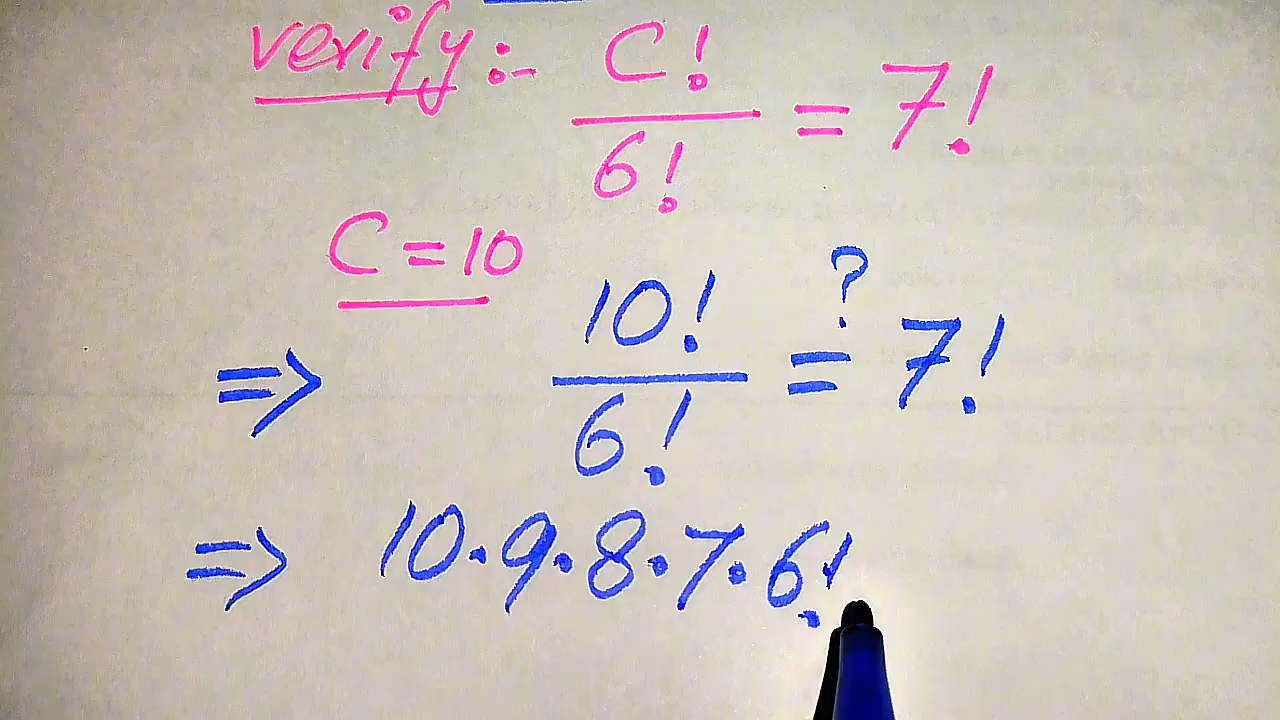 verify:- C!/6! = 7!
C = 10
⇒ 10!/6! =? 7!
⇒ 10·9·8·7·6!